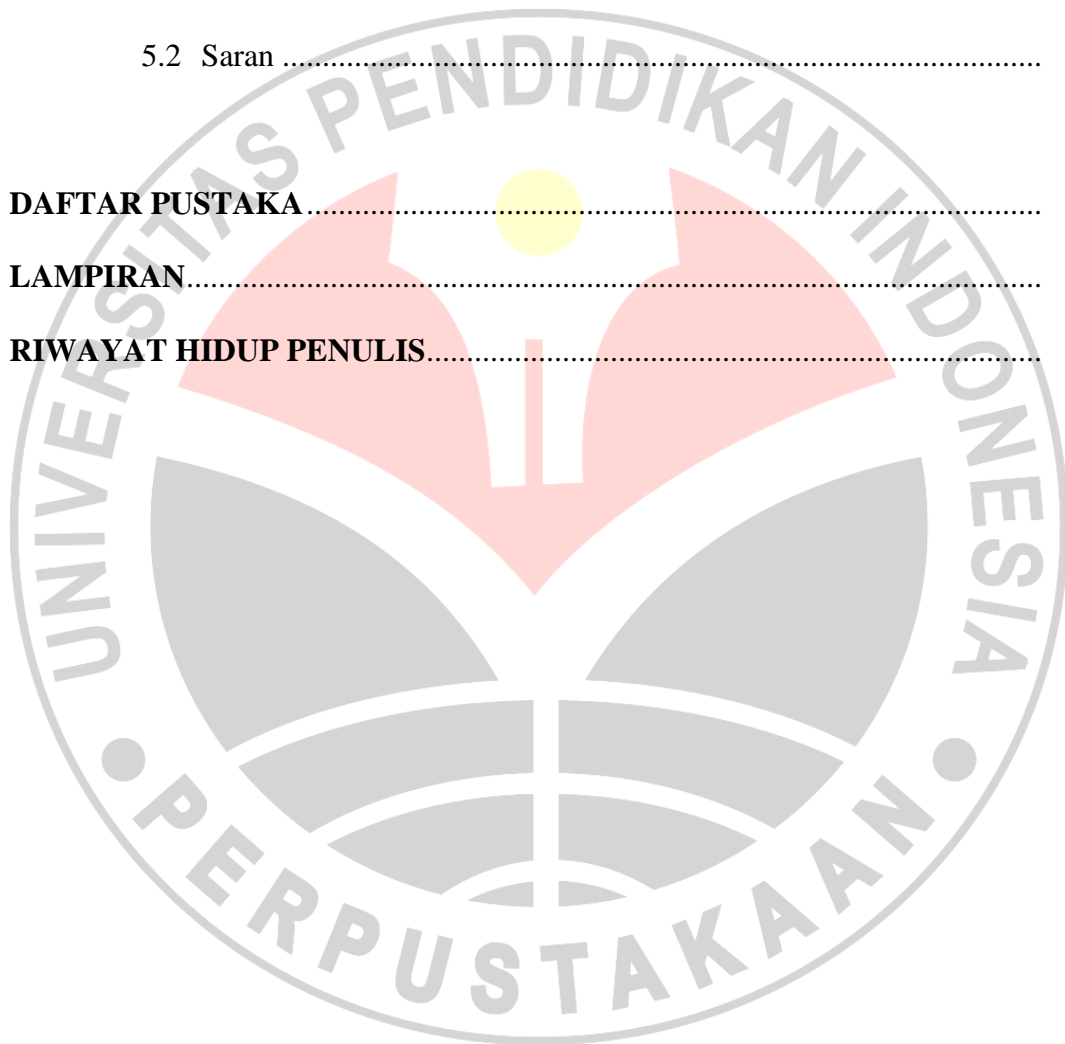 5.2 Saran ................................................................................................
DAFTAR PUSTAKA............................................................................................
LAMPIRAN...........................................................................................................
RIWAYAT HIDUP PENULIS.............................................................................
UNIVERSITAS PENDIDIKAN INDONESIA
PERPUSTAKAAN